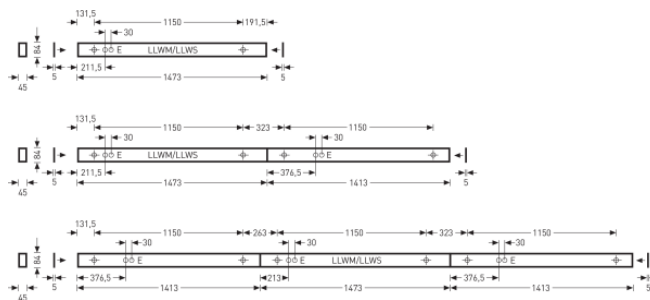 131,5 1150 191,5
30
84 E LLWM/LLWS
211,5
45 5 1473 5
131,5 1150 323 1150
30 30
84 E LLWM/LLWS E
211,5 376,5
45 5 1473 1413 5
131,5
1150 263 1150 323 1150
30 30 30
84 E E LLWM/LLWS E
376,5 213 376,5
45 5 1413 1473 1413 5